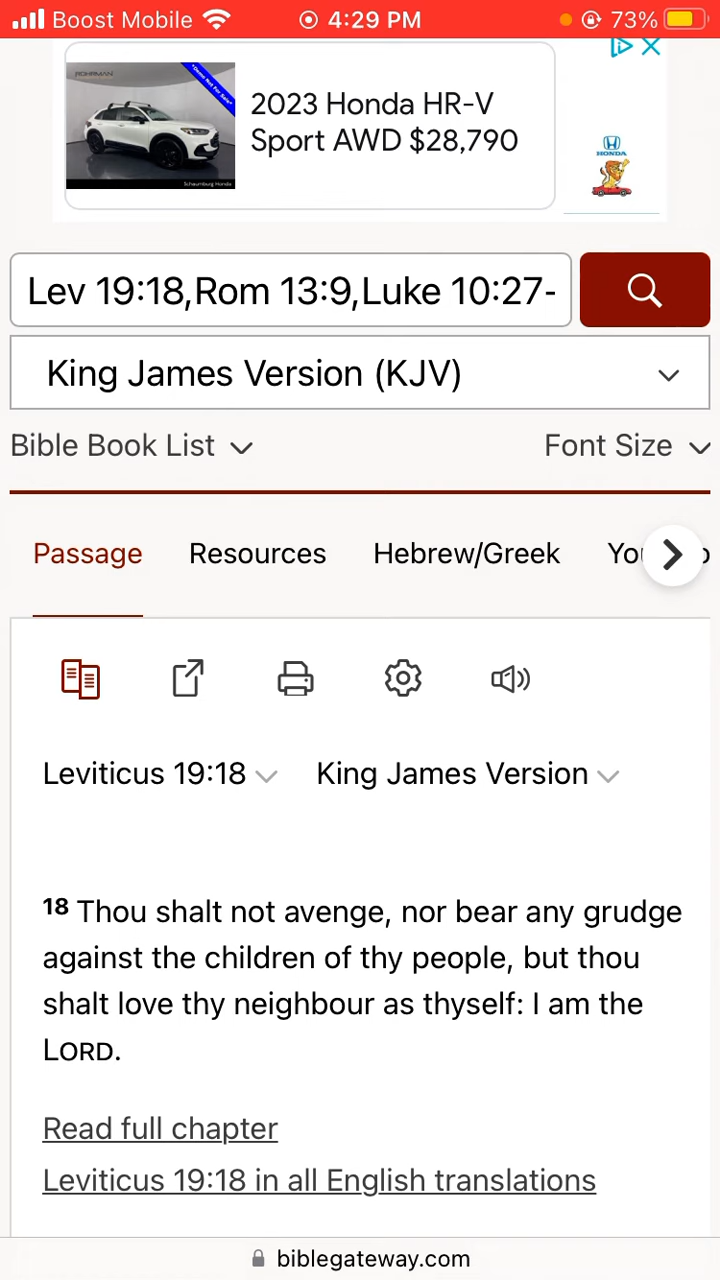 Boost Mobile 4:29 PM 73%
ROHRMAN
2023 Honda HR-V
Sport AWD $28,790
HONDA
Schaumburg Honda
Lev 19:18,Rom 13:9,Luke 10:27-
King James Version (KJV)
Bible Book List Font Size
Passage Resources Hebrew/Greek
Leviticus 19:18 King James Version
18 Thou shalt not avenge, nor bear any grudge
against the children of thy people, but thou
shalt love thy neighbour as thyself: I am the
LORD.
Read full chapter
Leviticus 19:18 in all English translations
biblegateway.com